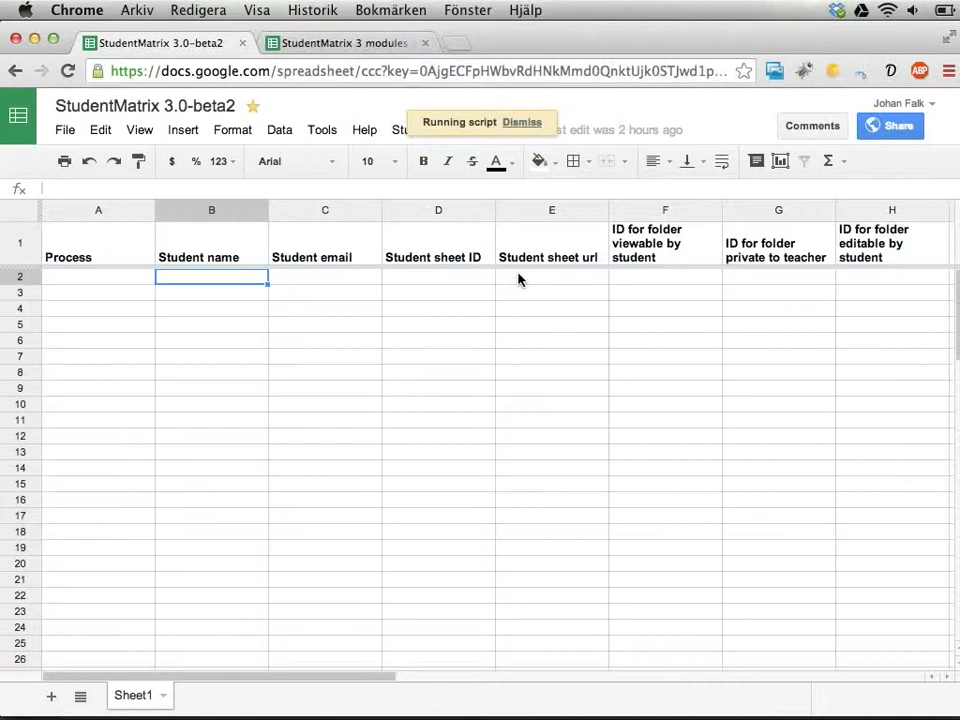 Chrome Arkiv Redigera Visa Historik Bokmärken Fönster Hjälp
StudentMatrix 3.0-beta2 StudentMatrix 3 modules
https://docs.google.com/spreadsheet/ccc?key=0AjgECFpHWbvRdHNkMmd0QnktUjk0STJwd1p... D ABP
StudentMatrix 3.0-beta2 Johan Falk
File Edit View Insert Format Data Tools Help Running script Dismiss st edit was 2 hours ago Comments Share
$ % 123 Arial 10 B I S A Σ
fx
A B C D E F G H
1 Process Student name Student email Student sheet ID Student sheet url ID for folder viewable by student ID for folder private to teacher ID for folder editable by student
2
3
4
5
6
7
8
9
10
11
12
13
14
15
16
17
18
19
20
21
22
23
24
25
26
+ Sheet1